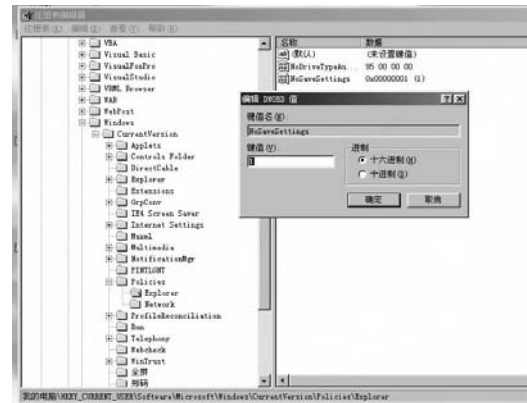 注册表编辑器
注册表(R) 编辑(E) 查看(V) 帮助(H)
VBA
Visual Basic
VisualFoxPro
VisualStudio
VRML Browser
WAB
WebPost
Windows
CurrentVersion
Applets
Controls Folder
DirectCable
Explorer
Extensions
GrpConv
IE4 Screen Saver
Internet Settings
Multimedia
NotificationMgr
PINTLGNT
Policies
Explorer
Network
ProfileReconciliation
Run
Telephony
Webcheck
WinTrust
全屏
郑码
名称 数据
(默认) (未设置键值)
NoDriveTypeAu... 95 00 00 00
NoSaveSettings 0x00000001 (1)
编辑 DWORD 值
键值名(N):
NoSaveSettings
键值(V):
1
进制
十六进制(H)
十进制(D)
确定 取消
我的电脑\HKEY_CURRENT_USER\Software\Microsoft\Windows\CurrentVersion\Policies\Explorer